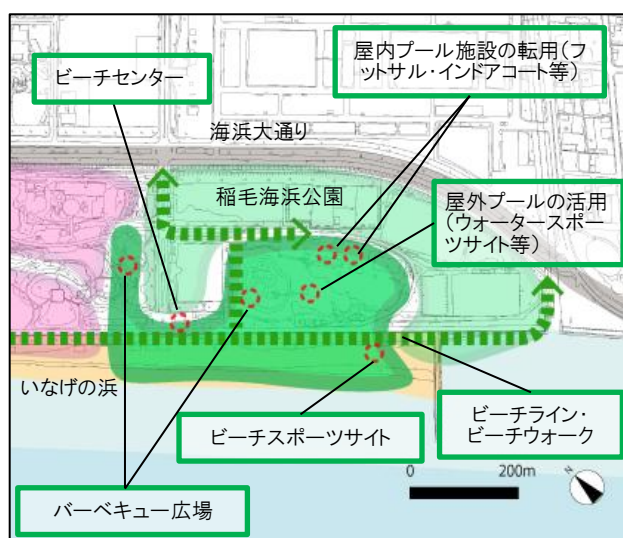 屋内プール施設の転用(フ
ットサル・インドアコート等)
ビーチセンター
海浜大通り
稲毛海浜公園
屋外プールの活用
(ウォータースポー
ツサイト等)
いなげの浜
ビーチスポーツサイト
ビーチライン・
ビーチウォーク
バーベキュー広場
0 200m
N